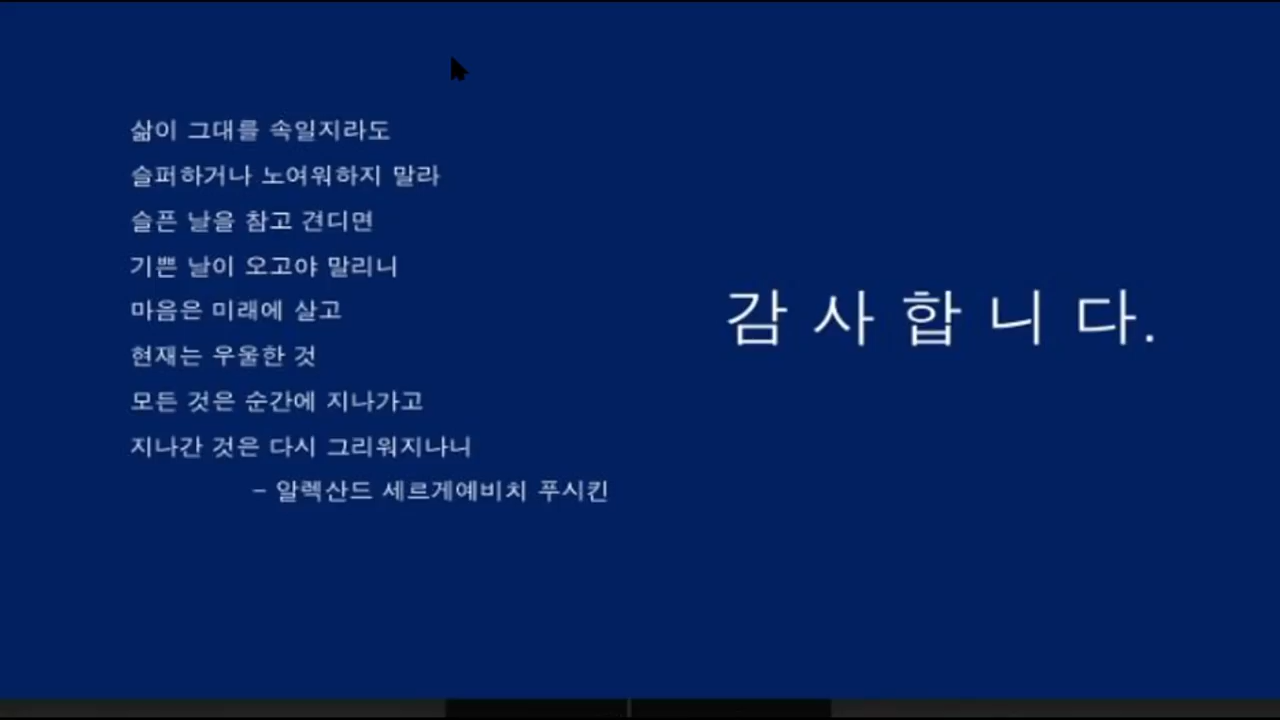 삶이 그대를 속일지라도
슬퍼하거나 노여워하지 말라
슬픈 날을 참고 견디면
기쁜 날이 오고야 말리니
마음은 미래에 살고
현재는 우울한 것
모든 것은 순간에 지나가고
지나간 것은 다시 그리워지나니
– 알렉산드 세르게예비치 푸시킨
감 사 합 니 다.